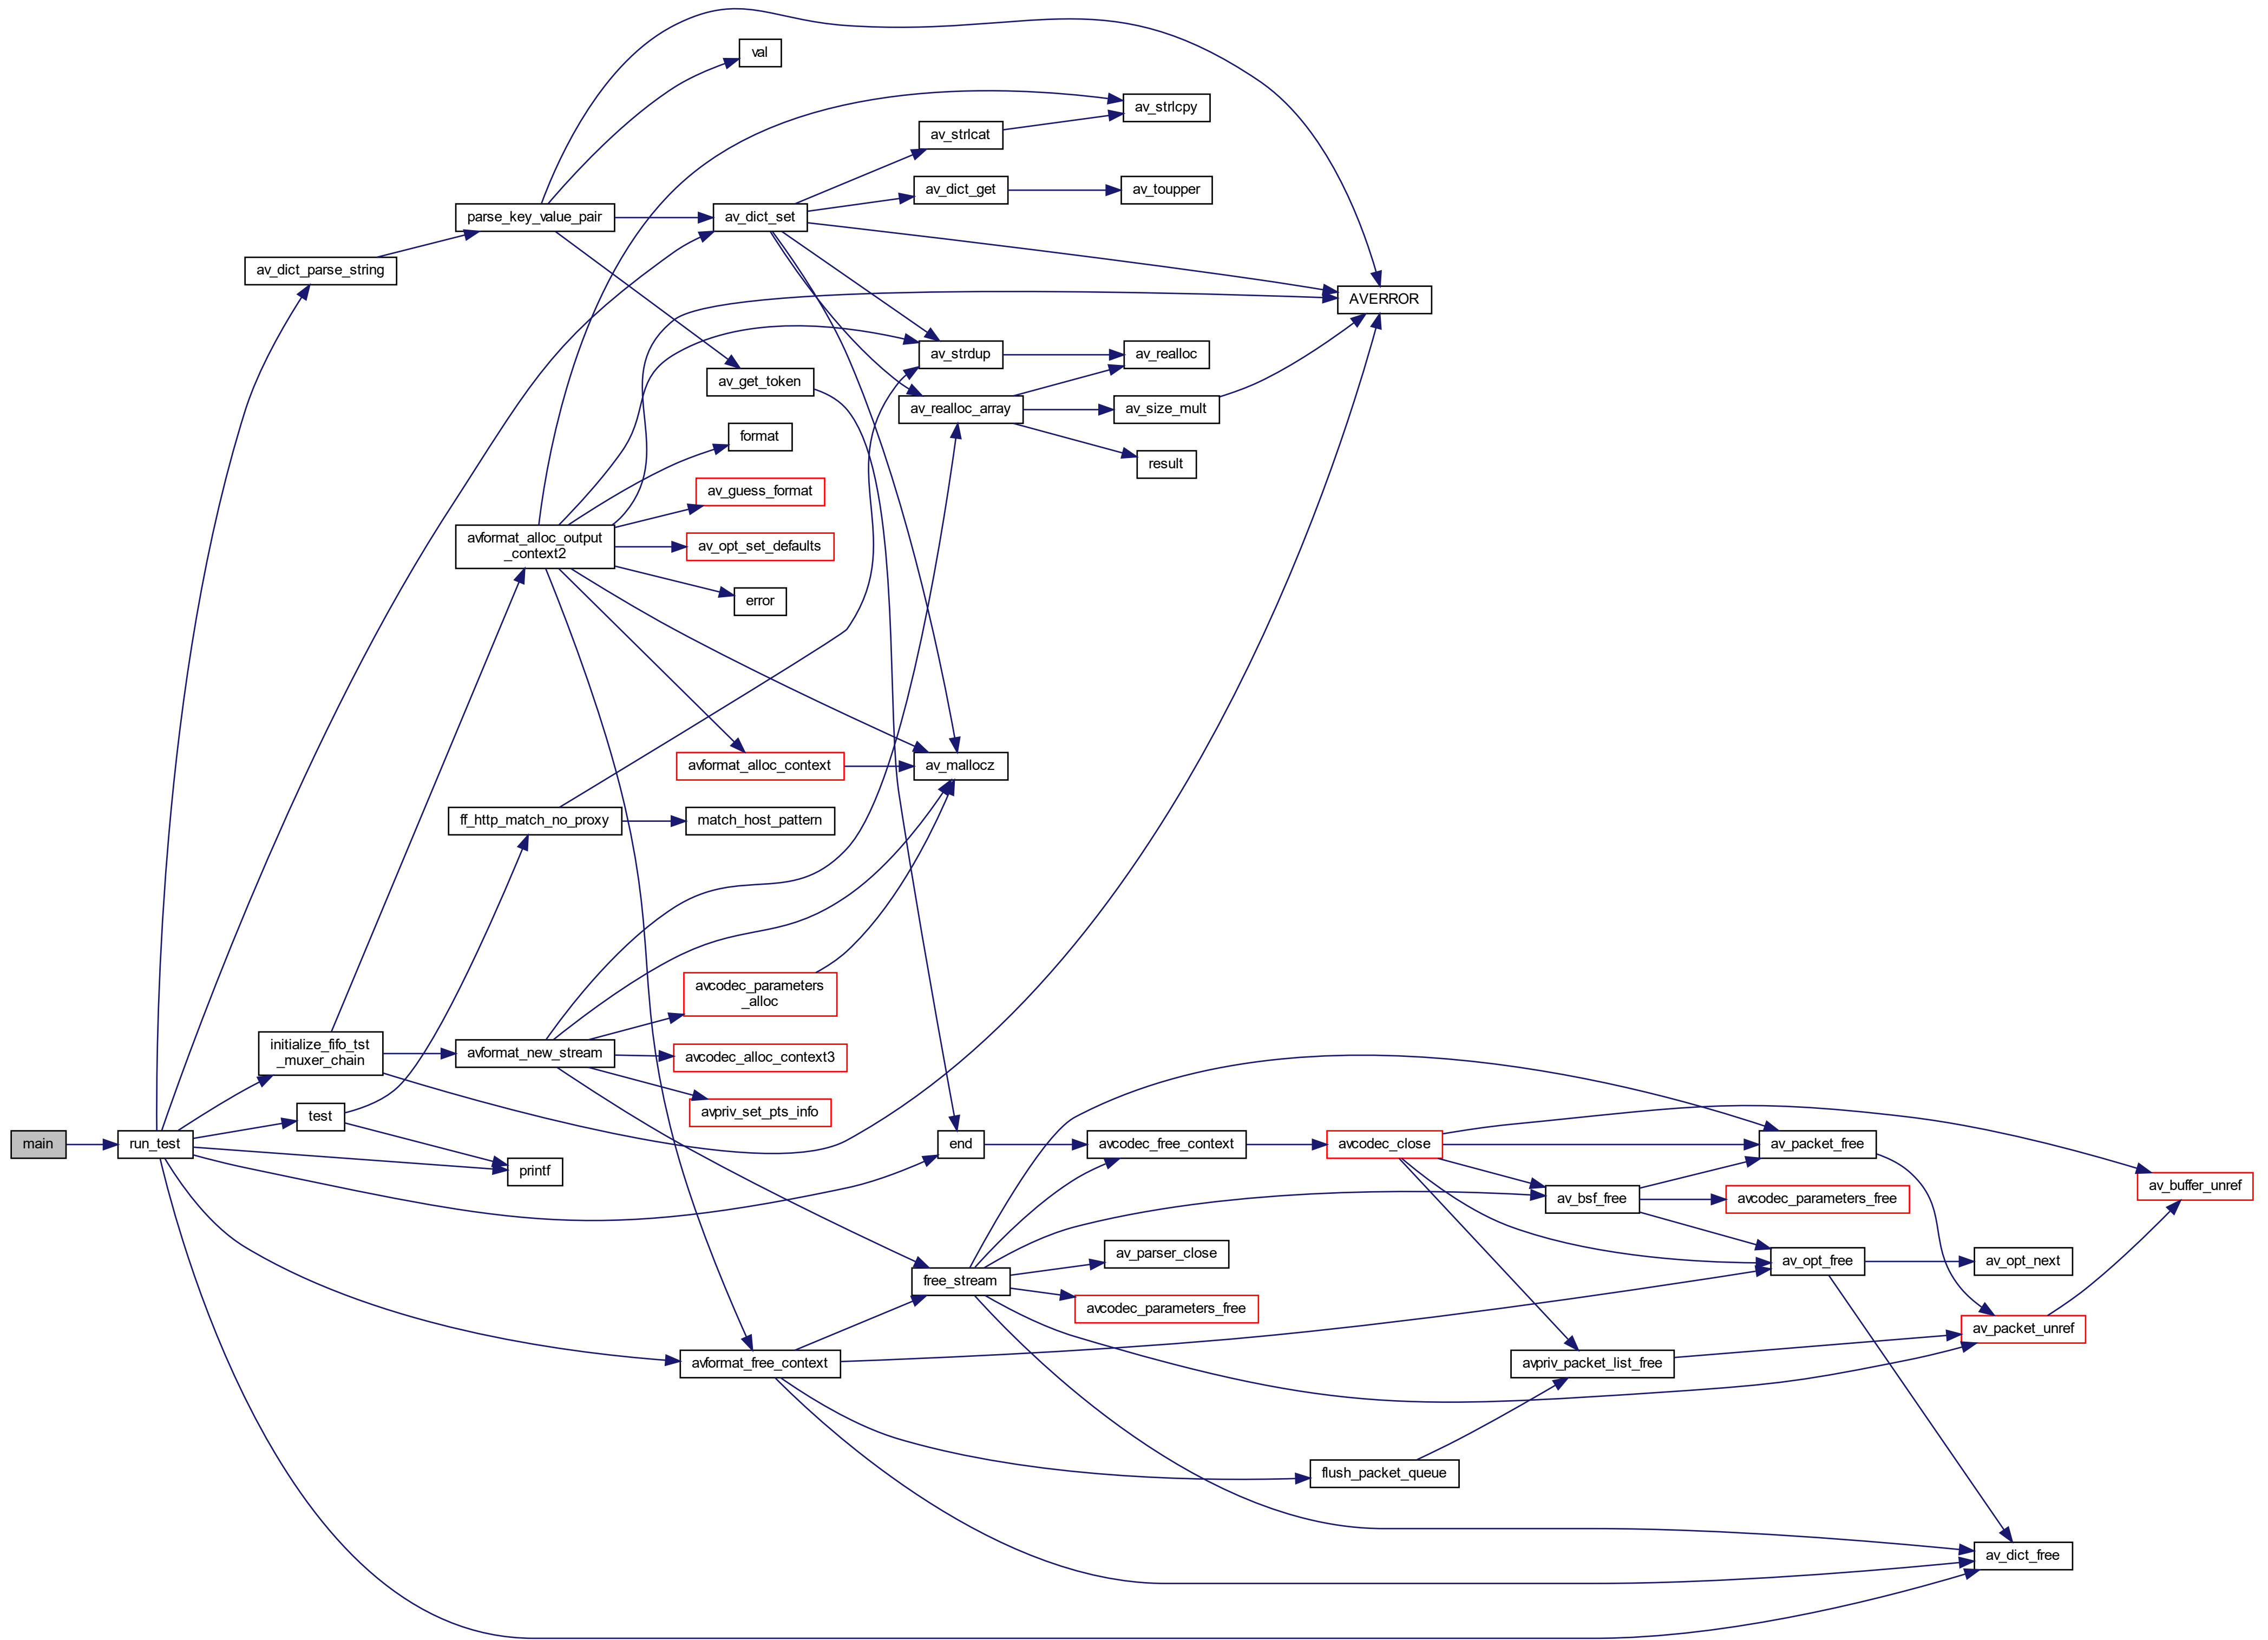 val
av_strlcpy
av_strlcat
av_dict_get
av_toupper
parse_key_value_pair
av_dict_set
av_dict_parse_string
AVERROR
av_strdup
av_realloc
av_get_token
av_realloc_array
av_size_mult
format
result
av_guess_format
avformat_alloc_output
_context2
av_opt_set_defaults
error
avformat_alloc_context
av_mallocz
ff_http_match_no_proxy
match_host_pattern
avcodec_parameters
_alloc
initialize_fifo_tst
_muxer_chain
avformat_new_stream
avcodec_alloc_context3
avpriv_set_pts_info
test
main
run_test
end
avcodec_free_context
avcodec_close
av_packet_free
printf
av_buffer_unref
av_bsf_free
avcodec_parameters_free
av_parser_close
av_opt_free
av_opt_next
free_stream
avcodec_parameters_free
av_packet_unref
avformat_free_context
avpriv_packet_list_free
flush_packet_queue
av_dict_free